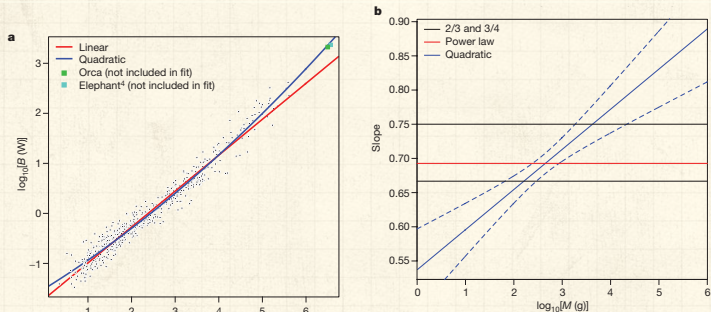 a
Linear
Quadratic
Orca (not included in fit)
Elephant⁴ (not included in fit)
log₁₀[B (W)]
3
2
1
0
−1
1
2
3
4
5
6
b
2/3 and 3/4
Power law
Quadratic
Slope
0.90
0.85
0.80
0.75
0.70
0.65
0.60
0.55
0
1
2
3
4
5
6
log₁₀[M (g)]